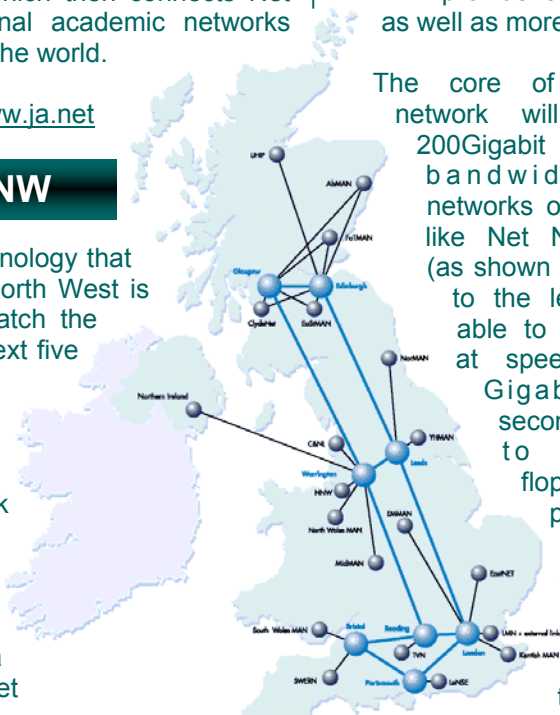 which then connects Net
nal academic networks
the world.
w.ja.net
NW
nology that
orth West is
atch the
ext five
k
et
as well as more
The core of
network will
200Gigabit
bandwid
networks o
like Net N
(as shown
to the le
able to
at spee
Gigab
secon
to
flop
p
UHI
AbMAN
FaTMAN
Glasgow
Edinburgh
ClydeNet
EaStMAN
NorMAN
Northern Ireland
C&NL
YHMAN
Warrington
Leeds
NNW
EMMAN
North Wales MAN
MidMAN
EastNET
South Wales MAN
Bristol
Reading
LMN + external link
London
TVN
Kentish MAN
SWERN
Portsmouth
LeNSE